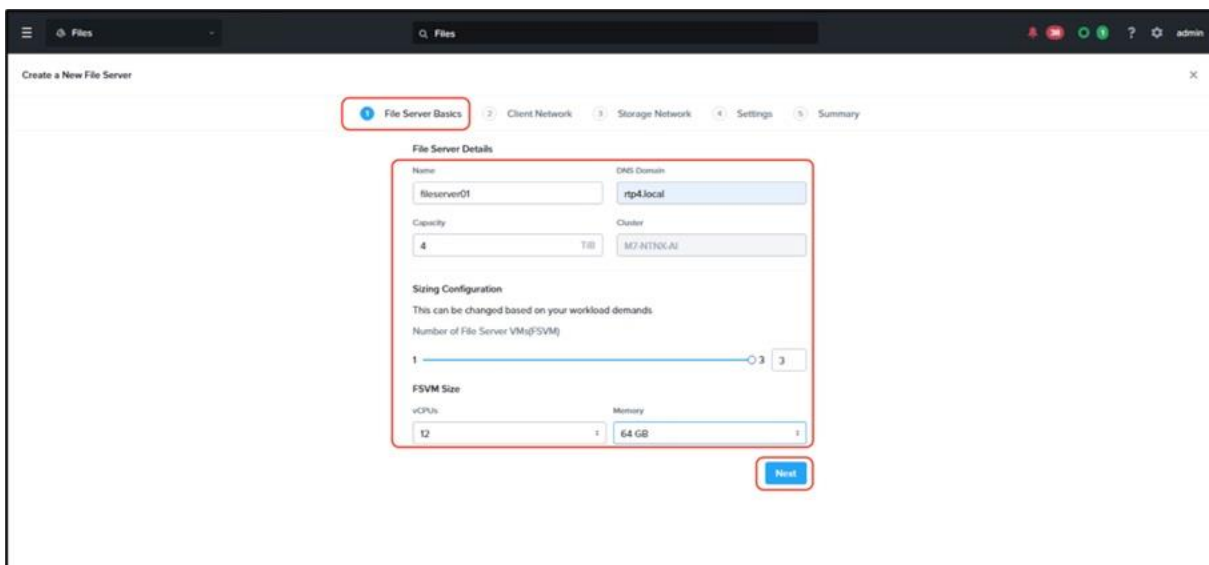 Files
Files
?
admin
Create a New File Server
1 File Server Basics 2 Client Network 3 Storage Network 4 Settings 5 Summary
File Server Details
Name DNS Domain
fileserver01 rtp4.local
Capacity Cluster
4 TiB M7-NTNX-AI
Sizing Configuration
This can be changed based on your workload demands
Number of File Server VMs(FSVM)
1 3 3
FSVM Size
vCPUs Memory
12 64 GB
Next